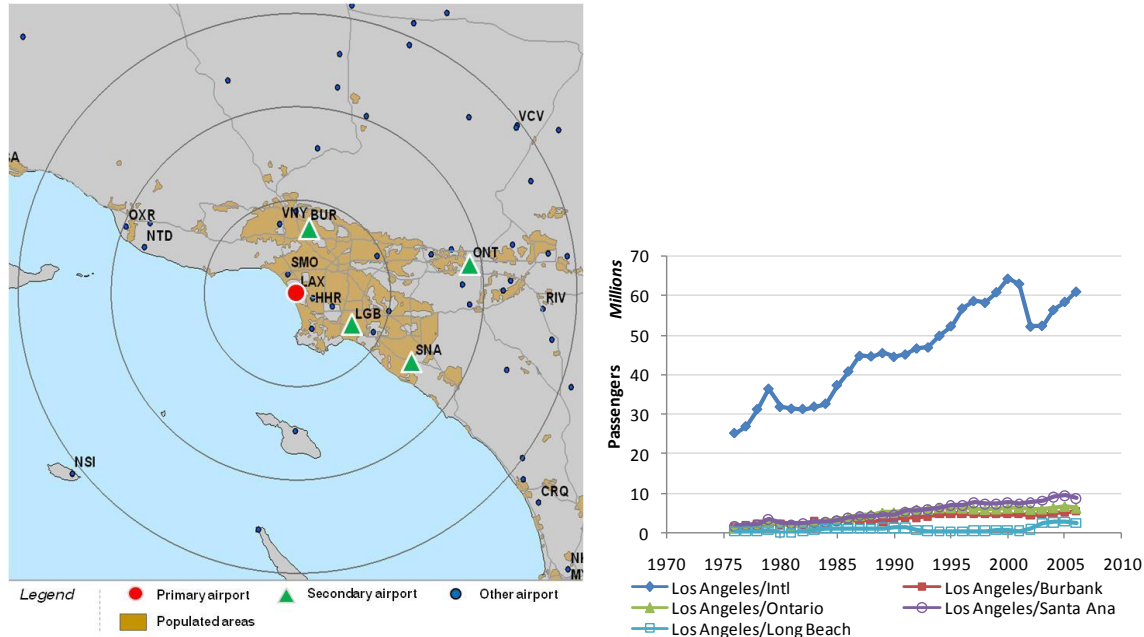 VCV
OXR
NTD
VNY BUR
SMO
LAX
HHR
ONT
RIV
LGB
SNA
NSI
CRQ
Legend
Primary airport
Secondary airport
Other airport
Populated areas
Millions
Passengers
70
60
50
40
30
20
10
0
1970 1975 1980 1985 1990 1995 2000 2005 2010
Los Angeles/Intl
Los Angeles/Burbank
Los Angeles/Ontario
Los Angeles/Santa Ana
Los Angeles/Long Beach